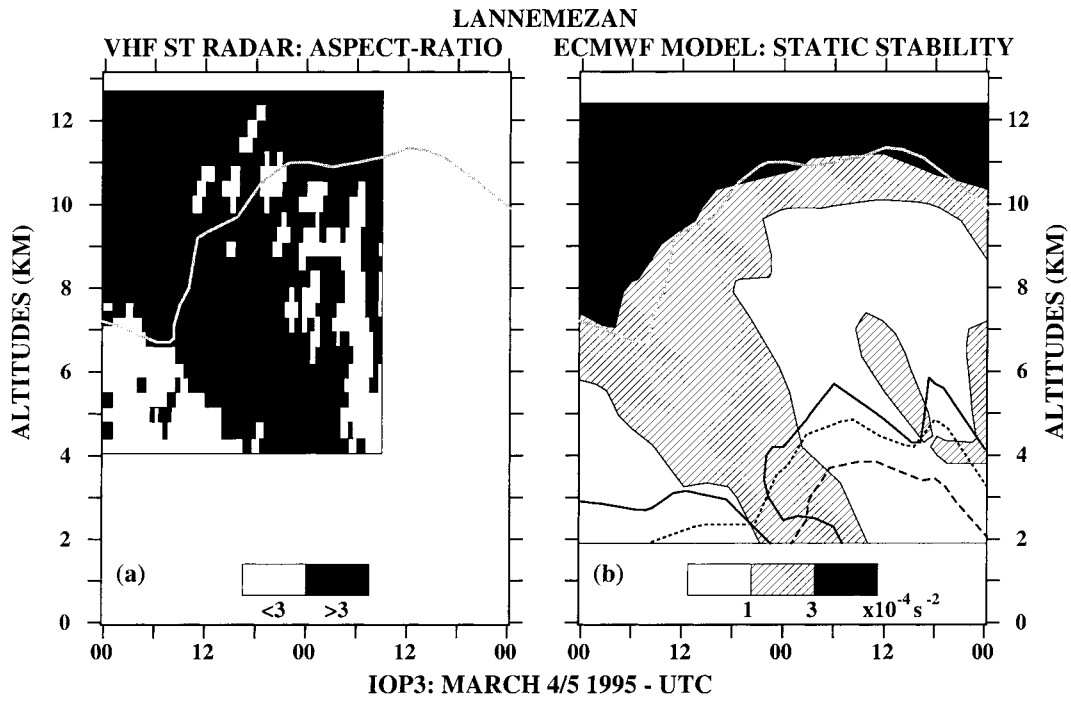 LANNEMEZAN
VHF ST RADAR: ASPECT-RATIO ECMWF MODEL: STATIC STABILITY
12 12
10 10
ALTITUDES (KM) ALTITUDES (KM)
8 8
6 6
4 4
2 2
(a) (b)
<3 >3 1 3 x10⁻⁴ s⁻²
0 0
00 12 00 12 00 00 12 00 12 00
IOP3: MARCH 4/5 1995 - UTC